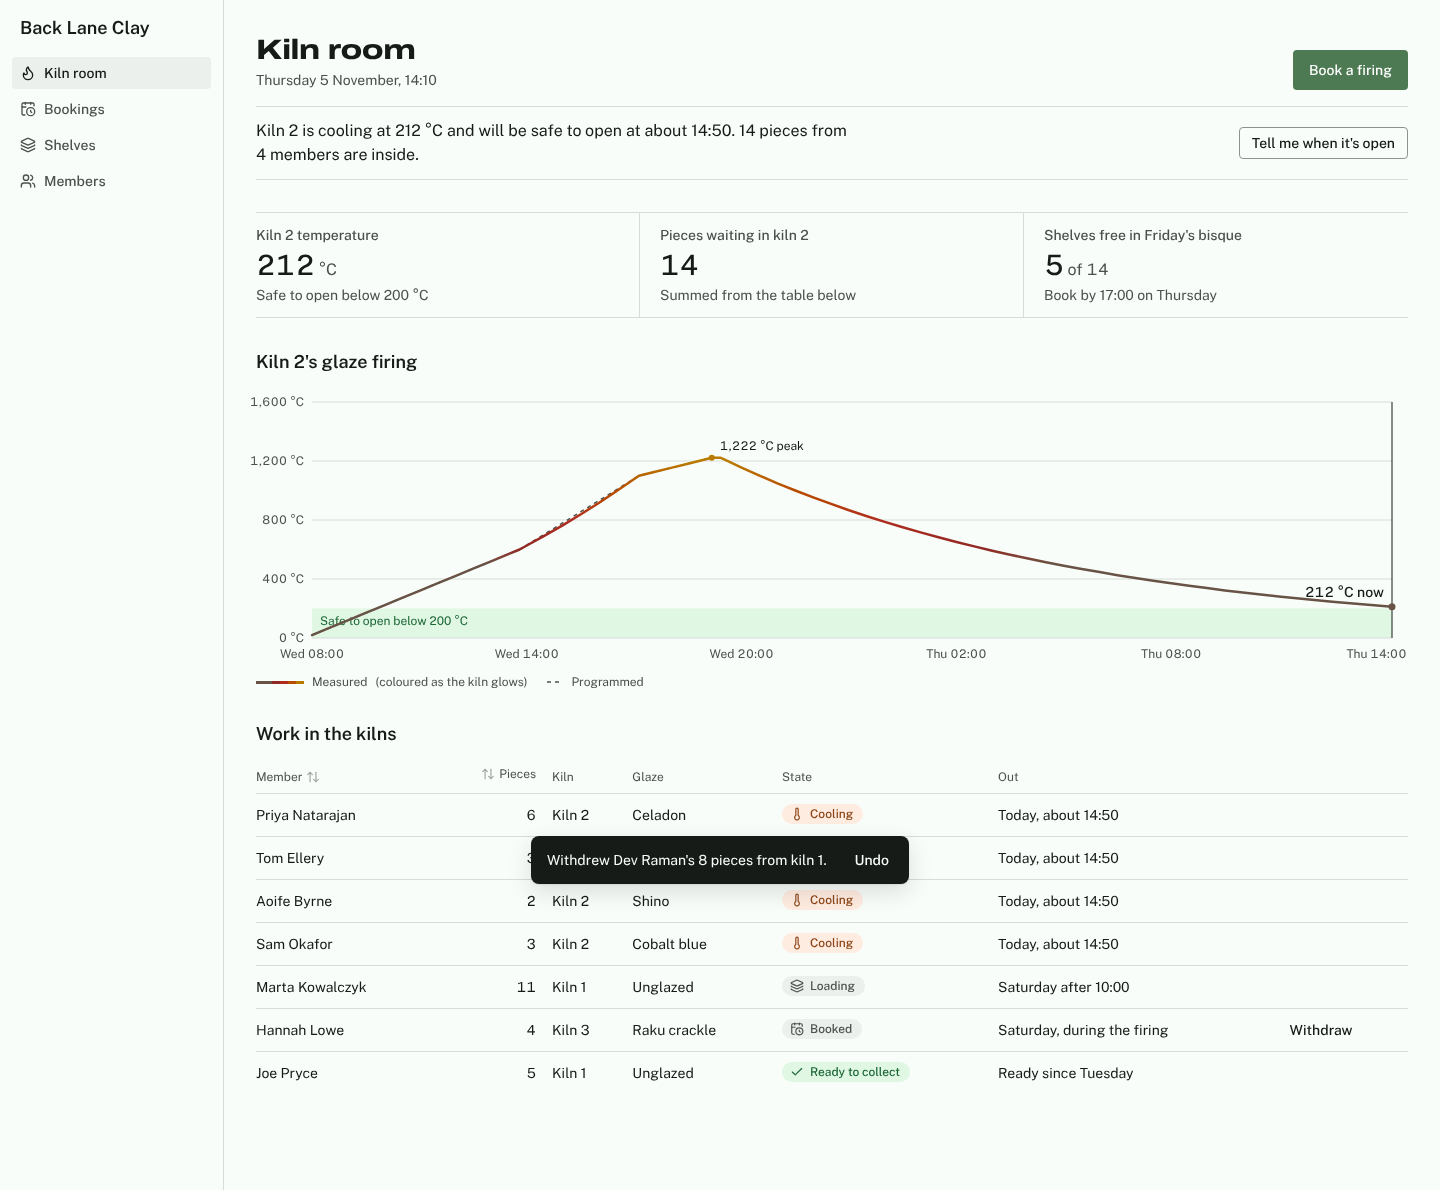 Back Lane Clay
Kiln room
Bookings
Shelves
Members
Kiln room
Thursday 5 November, 14:10
Book a firing
Kiln 2 is cooling at 212 °C and will be safe to open at about 14:50. 14 pieces from
4 members are inside.
Tell me when it's open
Kiln 2 temperature
212 °C
Safe to open below 200 °C
Pieces waiting in kiln 2
14
Summed from the table below
Shelves free in Friday's bisque
5 of 14
Book by 17:00 on Thursday
Kiln 2's glaze firing
1,600 °C
1,200 °C
800 °C
400 °C
0 °C
1,222 °C peak
212 °C now
Safe to open below 200 °C
Wed 08:00
Wed 14:00
Wed 20:00
Thu 02:00
Thu 08:00
Thu 14:00
Measured (coloured as the kiln glows)
Programmed
Work in the kilns
Member Pieces Kiln Glaze State Out
Priya Natarajan 6 Kiln 2 Celadon Cooling Today, about 14:50
Tom Ellery Today, about 14:50
Withdrew Dev Raman's 8 pieces from kiln 1. Undo
Aoife Byrne 2 Kiln 2 Shino Cooling Today, about 14:50
Sam Okafor 3 Kiln 2 Cobalt blue Cooling Today, about 14:50
Marta Kowalczyk 11 Kiln 1 Unglazed Loading Saturday after 10:00
Hannah Lowe 4 Kiln 3 Raku crackle Booked Saturday, during the firing Withdraw
Joe Pryce 5 Kiln 1 Unglazed Ready to collect Ready since Tuesday